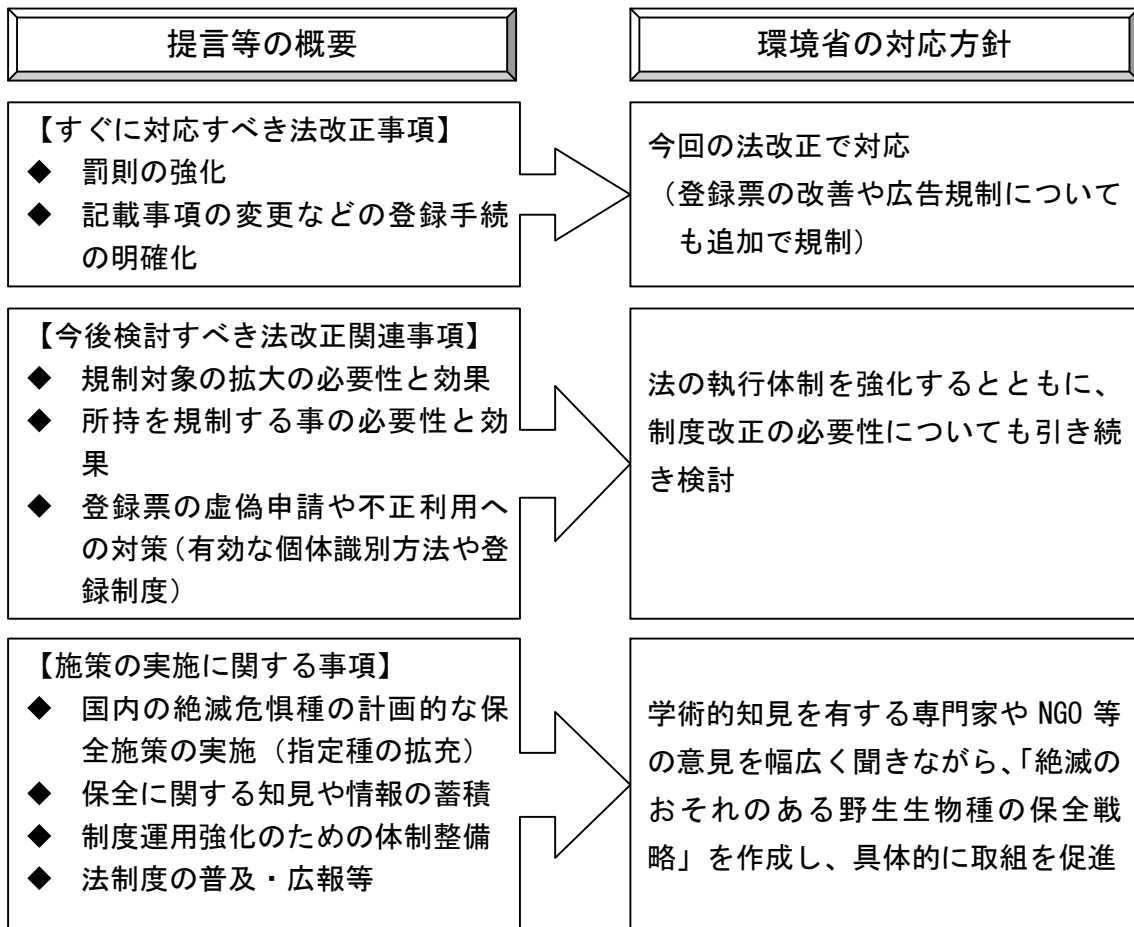 提言等の概要
環境省の対応方針
【すぐに対応すべき法改正事項】
◆ 罰則の強化
◆ 記載事項の変更などの登録手続
の明確化
今回の法改正で対応
（登録票の改善や広告規制について
も追加で規制）
【今後検討すべき法改正関連事項】
◆ 規制対象の拡大の必要性と効果
◆ 所持を規制する事の必要性と効
果
◆ 登録票の虚偽申請や不正利用へ
の対策（有効な個体識別方法や登
録制度）
法の執行体制を強化するとともに、
制度改正の必要性についても引き続
き検討
【施策の実施に関する事項】
◆ 国内の絶滅危惧種の計画的な保
全施策の実施（指定種の拡充）
◆ 保全に関する知見や情報の蓄積
◆ 制度運用強化のための体制整備
◆ 法制度の普及・広報等
学術的知見を有する専門家や NGO 等
の意見を幅広く聞きながら、「絶滅の
おそれのある野生生物種の保全戦
略」を作成し、具体的に取組を促進